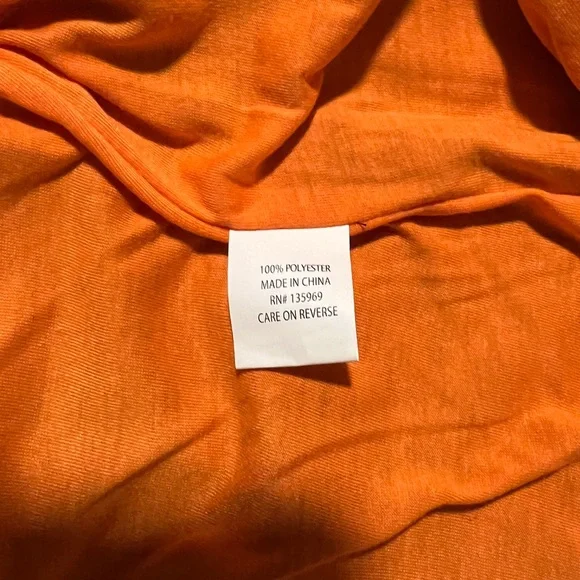 100% POLYESTER
MADE IN CHINA
RN# 135969
CARE ON REVERSE